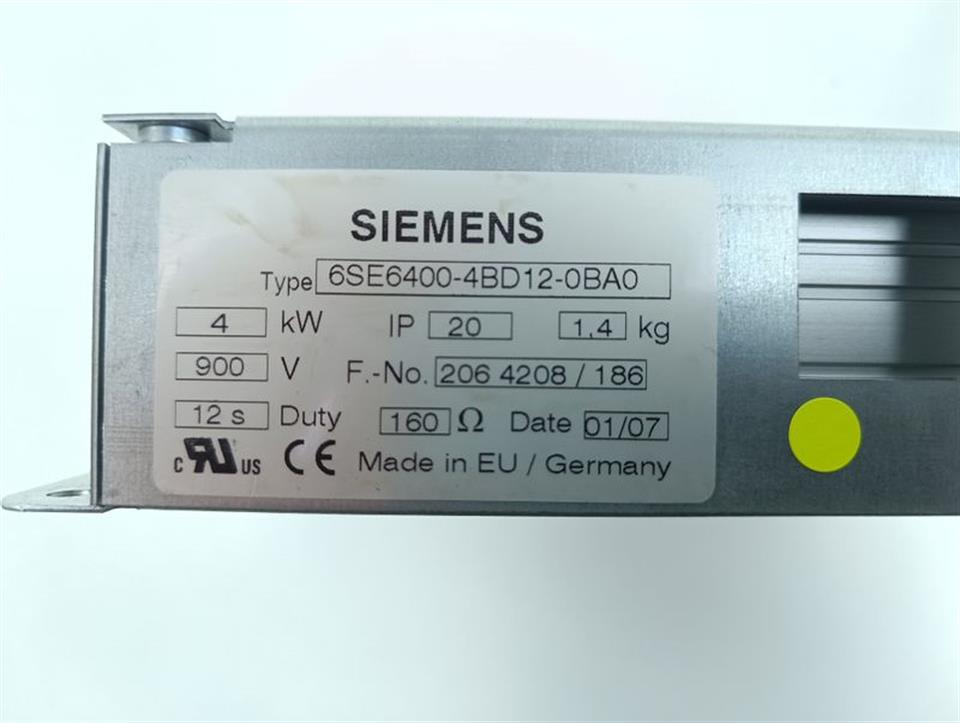 SIEMENS
Type 6SE6400-4BD12-0BA0
4 kW IP 20 1,4 kg
900 V F.-No. 206 4208 / 186
12 s Duty 160 Ω Date 01/07
c RU US CE Made in EU / Germany